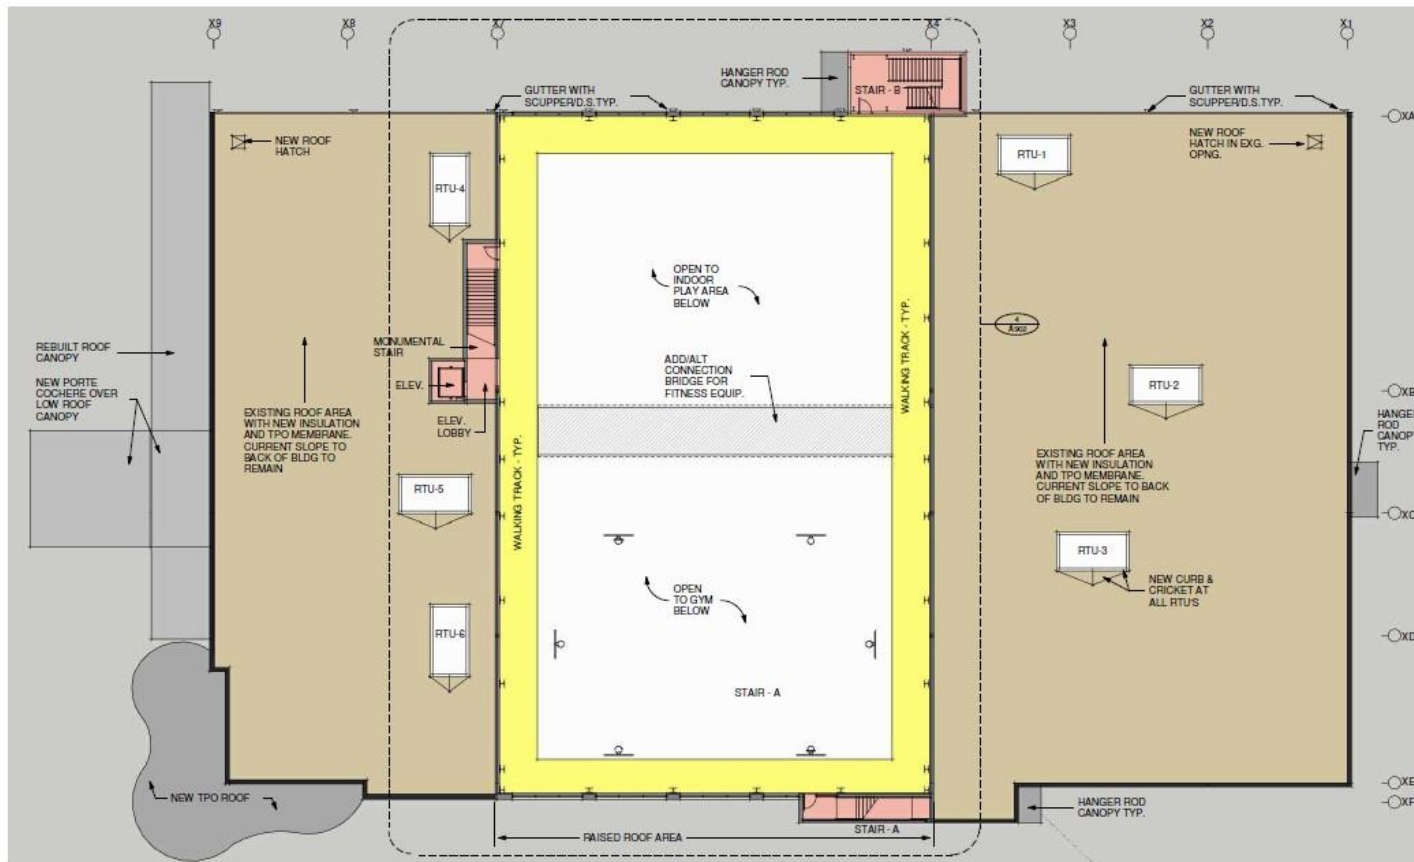 X9
X8
X7
X4
X3
X2
X1
HANGER ROD
CANOPY TYP.
STAIR - B
GUTTER WITH
SCUPPER/D.S.TYP.
GUTTER WITH
SCUPPER/D.S.TYP.
XA
NEW ROOF
HATCH
RTU-4
RTU-1
NEW ROOF
HATCH IN EXG.
OPNG.
OPEN TO
INDOOR
PLAY AREA
BELOW
WALKING TRACK - TYP.
4
A902
REBUILT ROOF
CANOPY
MONUMENTAL
STAIR
NEW PORTE
COCHERE OVER
LOW ROOF
CANOPY
ELEV.
ADD/ALT
CONNECTION
BRIDGE FOR
FITNESS EQUIP.
RTU-2
XB
EXISTING ROOF AREA
WITH NEW INSULATION
AND TPO MEMBRANE.
CURRENT SLOPE TO
BACK OF BLDG TO
REMAIN
ELEV.
LOBBY
HANGER
ROD
CANOPY
TYP.
EXISTING ROOF AREA
WITH NEW INSULATION
AND TPO MEMBRANE.
CURRENT SLOPE TO BACK
OF BLDG TO REMAIN
WALKING TRACK - TYP.
RTU-5
XC
RTU-3
OPEN
TO GYM
BELOW
NEW CURB &
CRICKET AT
ALL RTU'S
RTU-6
XD
STAIR - A
XE
NEW TPO ROOF
XF
HANGER ROD
CANOPY TYP.
STAIR - A
RAISED ROOF AREA